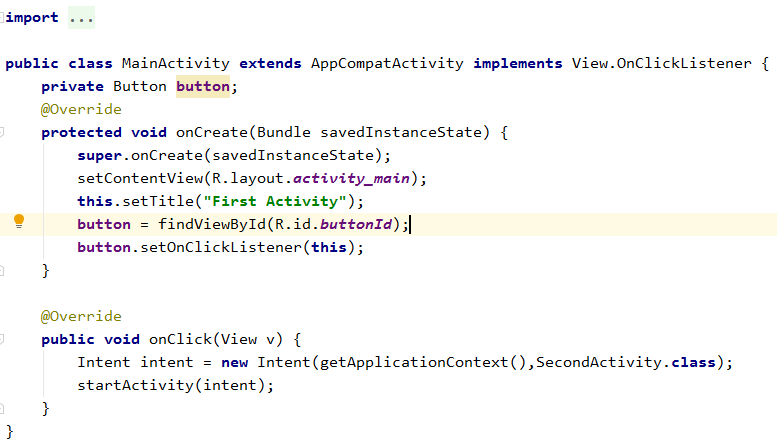 import ...
public class MainActivity extends AppCompatActivity implements View.OnClickListener {
    private Button button;
    @Override
    protected void onCreate(Bundle savedInstanceState) {
        super.onCreate(savedInstanceState);
        setContentView(R.layout.activity_main);
        this.setTitle("First Activity");
        button = findViewById(R.id.buttonId);
        button.setOnClickListener(this);
    }
    @Override
    public void onClick(View v) {
        Intent intent = new Intent(getApplicationContext(),SecondActivity.class);
        startActivity(intent);
    }
}